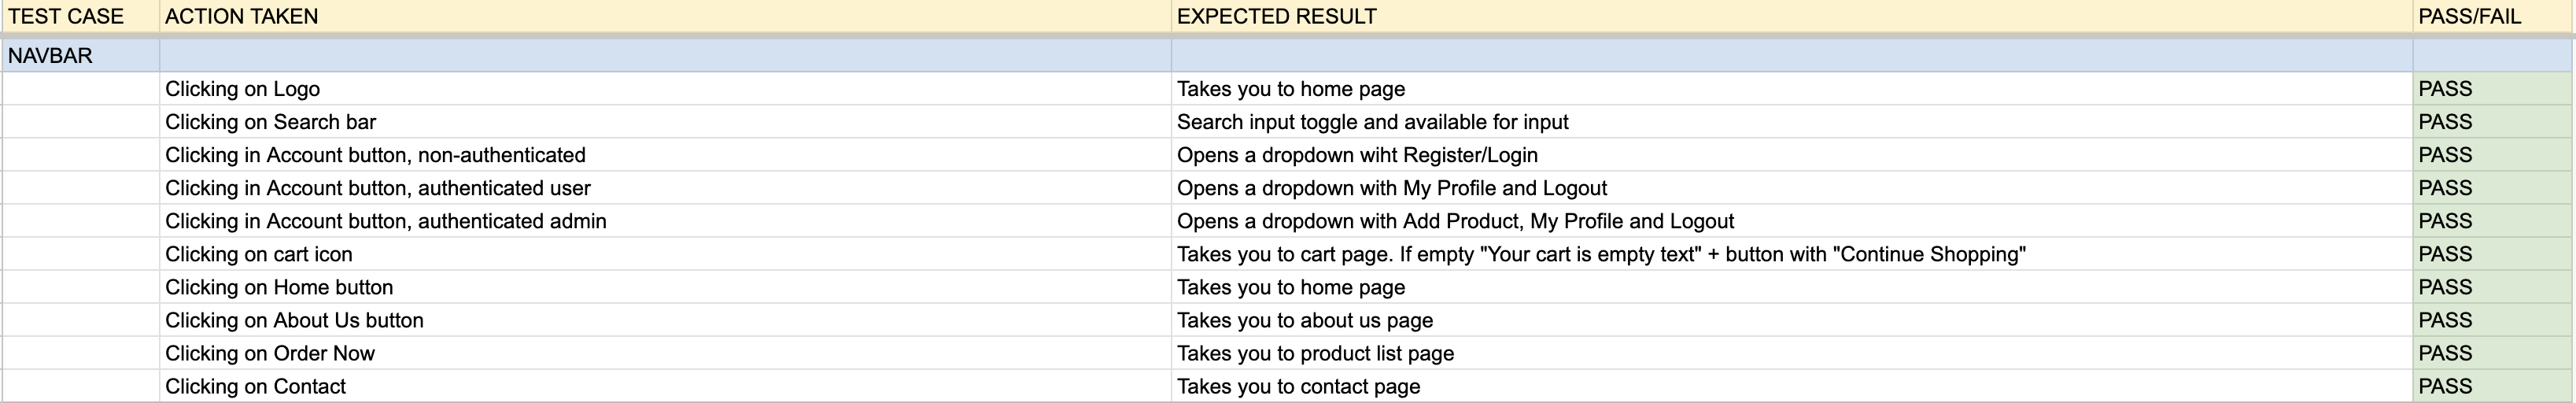 TEST CASE ACTION TAKEN EXPECTED RESULT PASS/FAIL
NAVBAR
Clicking on Logo Takes you to home page PASS
Clicking on Search bar Search input toggle and available for input PASS
Clicking in Account button, non-authenticated Opens a dropdown wiht Register/Login PASS
Clicking in Account button, authenticated user Opens a dropdown with My Profile and Logout PASS
Clicking in Account button, authenticated admin Opens a dropdown with Add Product, My Profile and Logout PASS
Clicking on cart icon Takes you to cart page. If empty "Your cart is empty text" + button with "Continue Shopping" PASS
Clicking on Home button Takes you to home page PASS
Clicking on About Us button Takes you to about us page PASS
Clicking on Order Now Takes you to product list page PASS
Clicking on Contact Takes you to contact page PASS